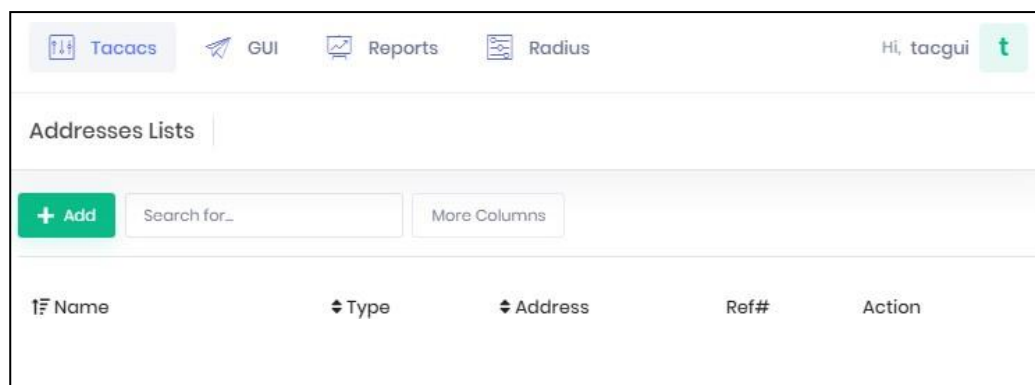 Tacacs GUI Reports Radius Hi, tacgui t
Addresses Lists
+ Add Search for... More Columns
Name Type Address Ref# Action